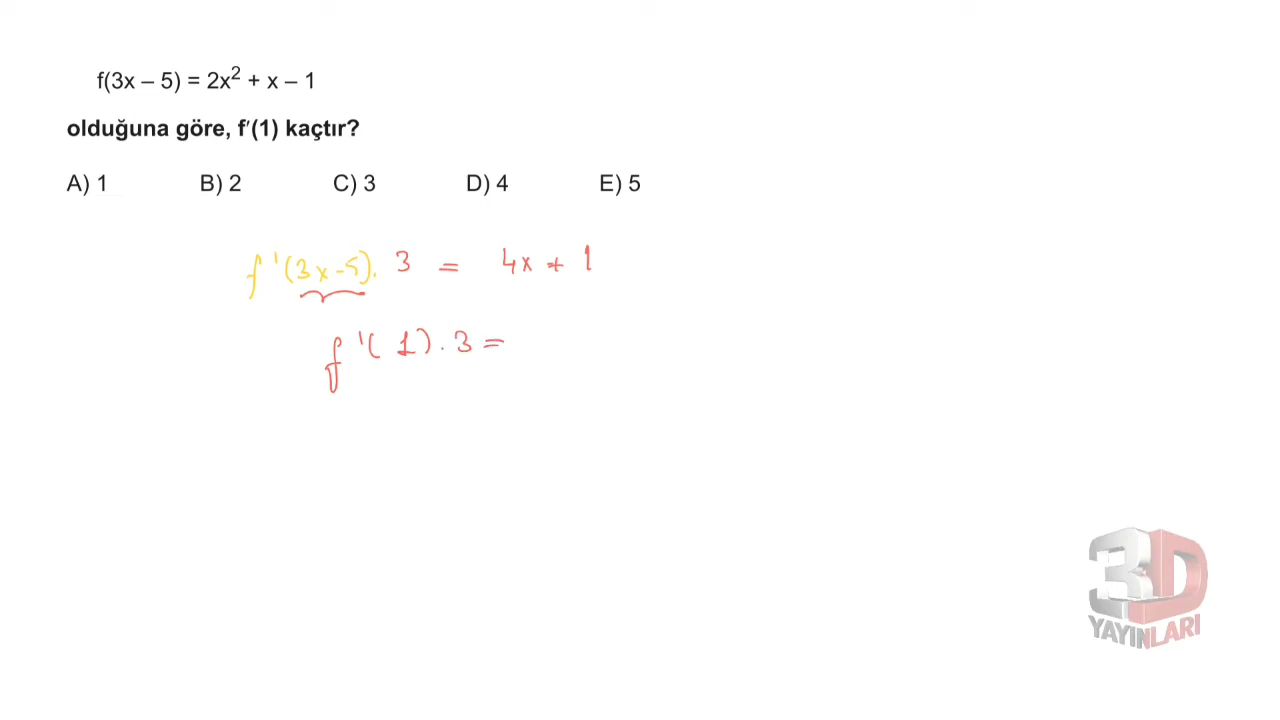 f(3x – 5) = 2x² + x – 1
olduğuna göre, f′(1) kaçtır?
A) 1 B) 2 C) 3 D) 4 E) 5
f'(3x-5). 3 = 4x + 1
f'(1). 3 =
3D
YAYINLARI